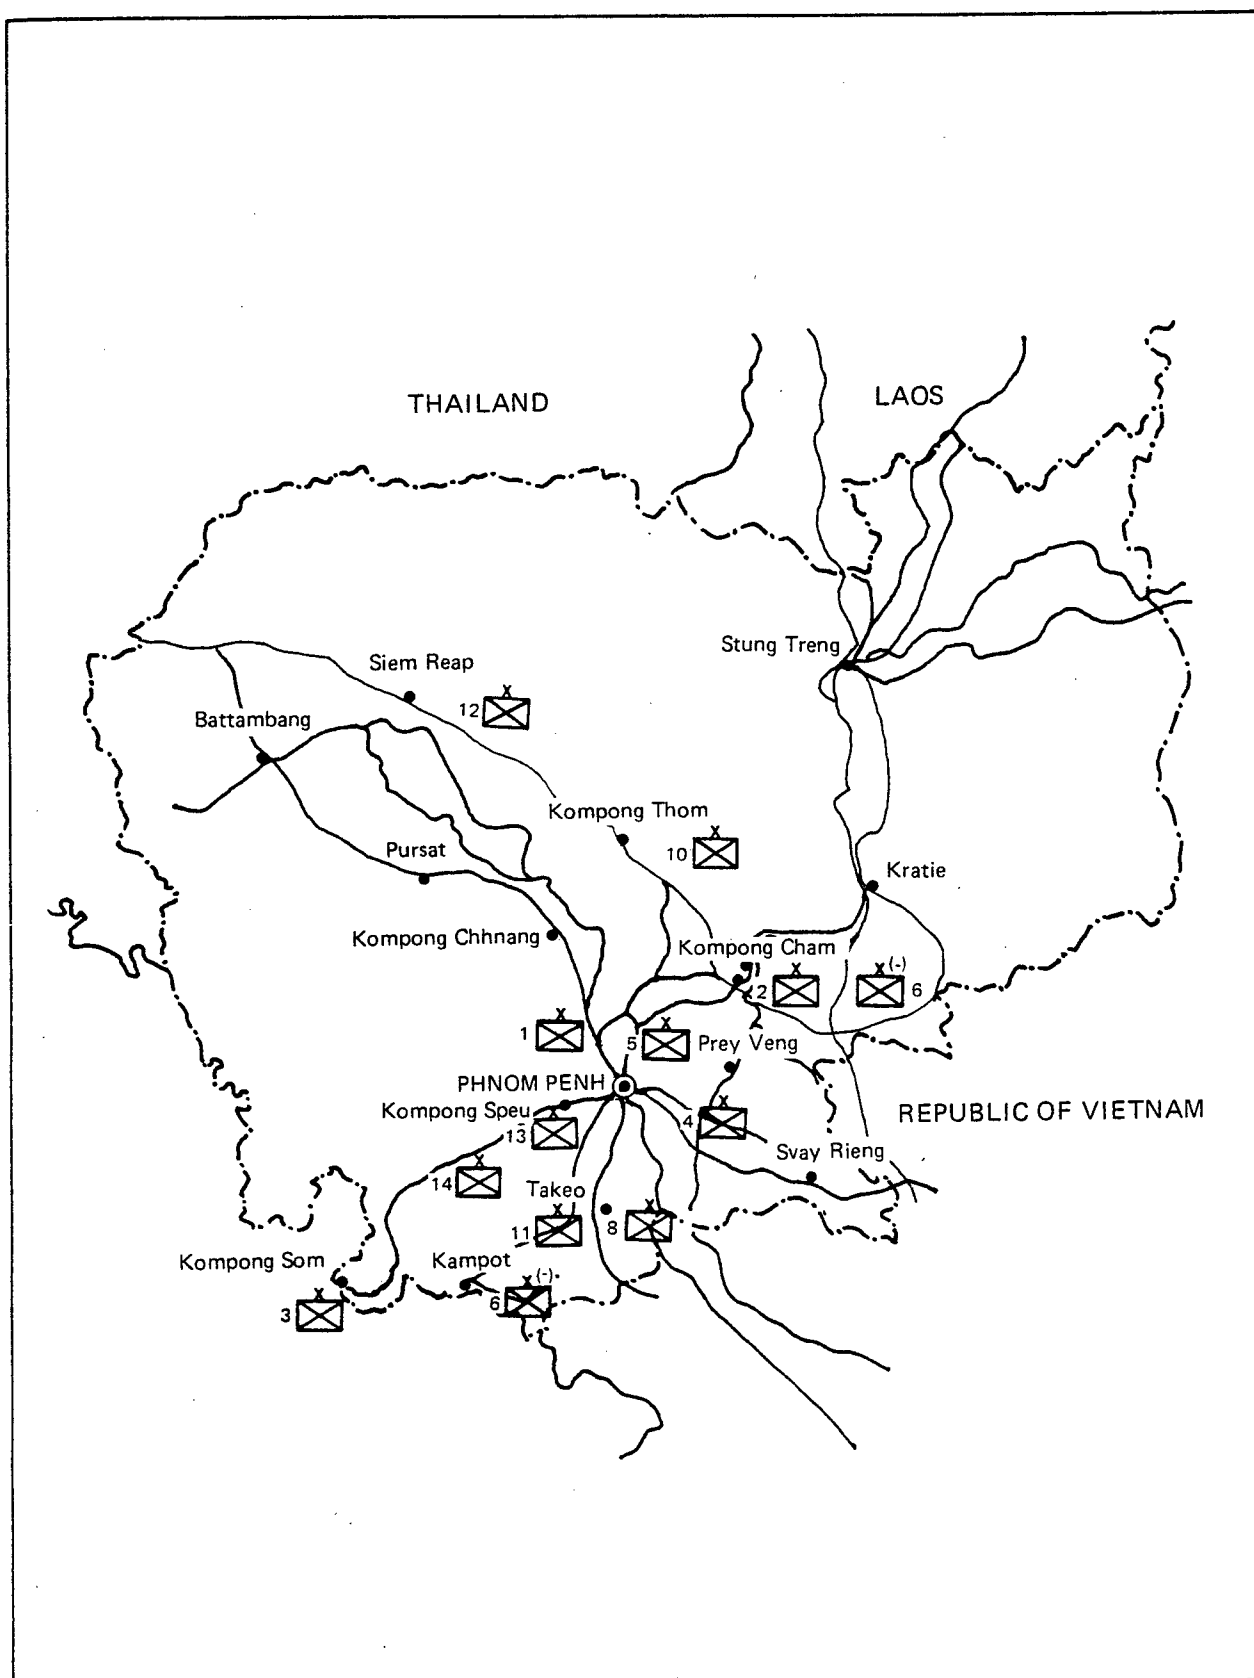 THAILAND
LAOS
Stung Treng
Siem Reap
X
12
Battambang
Kompong Thom
X
10
Pursat
Kratie
Kompong Chhnang
Kompong Cham
X
2
X (-)
6
X
1
X
5
Prey Veng
PHNOM PENH
Kompong Speu
X
13
X
4
REPUBLIC OF VIETNAM
Svay Rieng
X
14
Takeo
X
11
X
8
Kompong Som
Kampot
X
3
X (-)
6